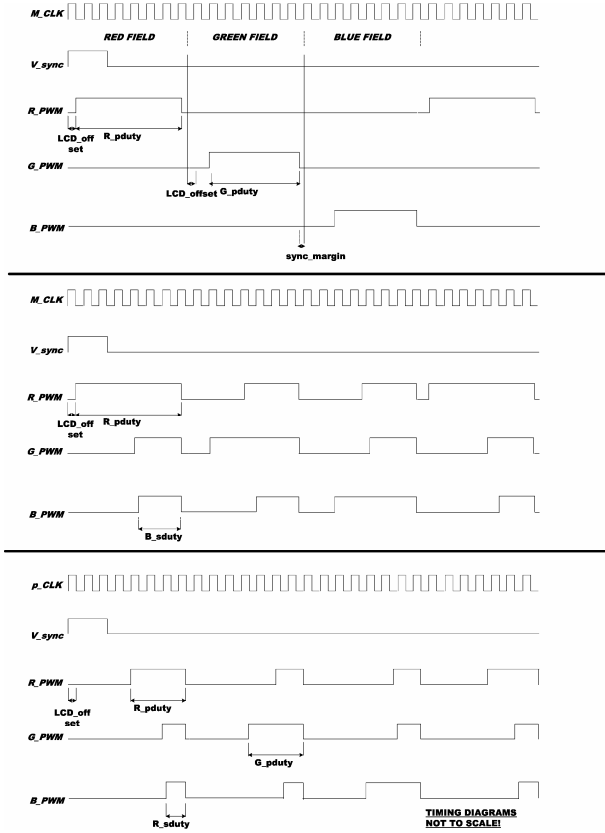 M_CLK
RED FIELD GREEN FIELD BLUE FIELD
V_sync
R_PWM
LCD_off
set
R_pduty
G_PWM
LCD_offset
G_pduty
B_PWM
sync_margin
M_CLK
V_sync
R_PWM
LCD_off
set
R_pduty
G_PWM
B_PWM
B_sduty
p_CLK
V_sync
R_PWM
LCD_off
set
R_pduty
G_PWM
G_pduty
B_PWM
R_sduty
TIMING DIAGRAMS
NOT TO SCALE!